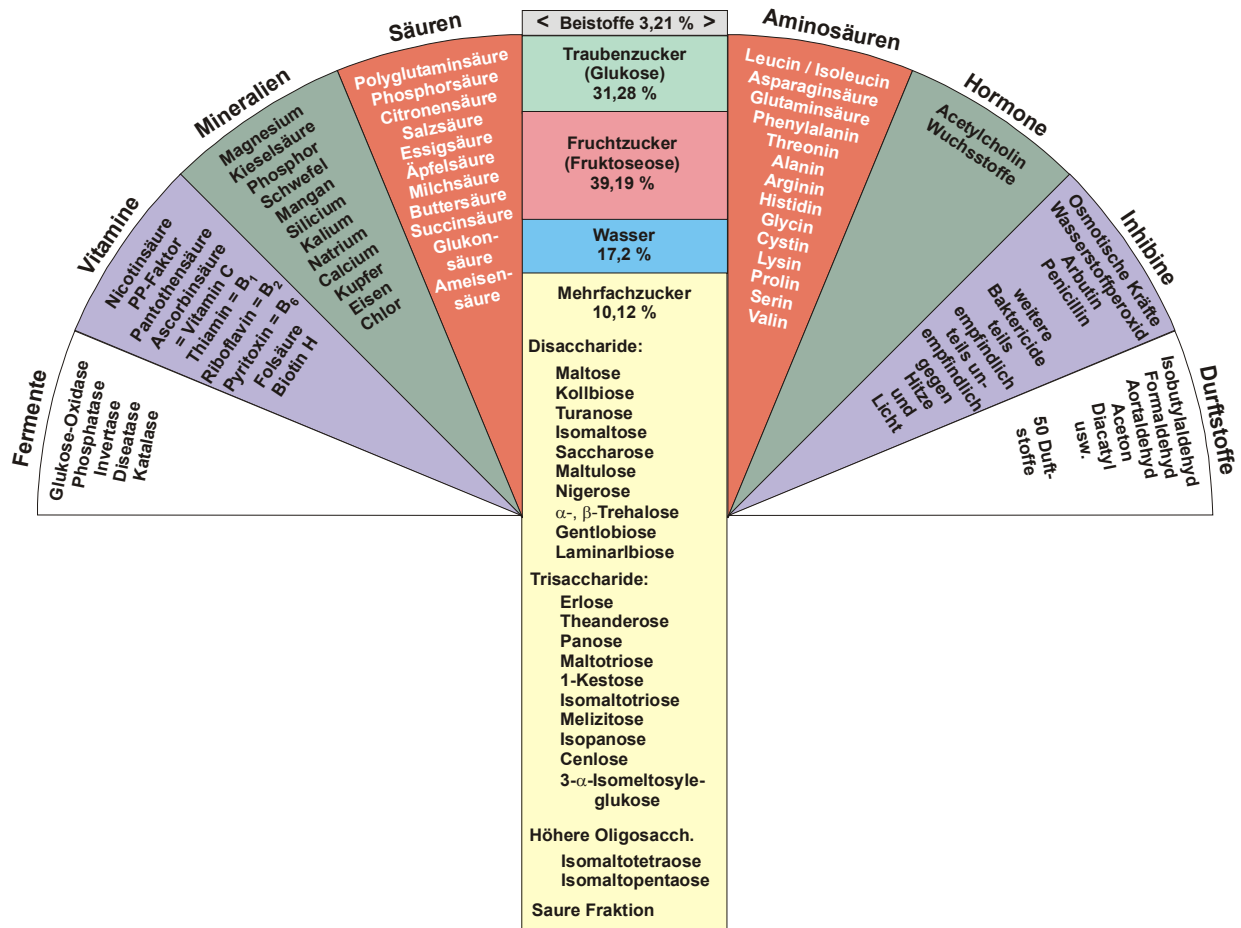 Fermente
Glukose-Oxidase
Phosphatase
Invertase
Diseatase
Katalase
Vitamine
Nicotinsäure
PP-Faktor
Pantothensäure
Ascorbinsäure
= Vitamin C
Thiamin = B1
Riboflavin = B2
Pyritoxin = B6
Folsäure
Biotin H
Mineralien
Magnesium
Kieselsäure
Phosphor
Schwefel
Mangan
Silicium
Kalium
Natrium
Calcium
Kupfer
Eisen
Chlor
Säuren
Polyglutaminsäure
Phosphorsäure
Citronensäure
Salzsäure
Essigsäure
Äpfelsäure
Milchsäure
Buttersäure
Succinsäure
Glukon-
säure
Ameisen-
säure
< Beistoffe 3,21 % >
Traubenzucker
(Glukose)
31,28 %
Fruchtzucker
(Fruktoseose)
39,19 %
Wasser
17,2 %
Mehrfachzucker
10,12 %
Disaccharide:
Maltose
Kollbiose
Turanose
Isomaltose
Saccharose
Maltulose
Nigerose
α-, β-Trehalose
Gentlobiose
Laminarlbiose
Trisaccharide:
Erlose
Theanderose
Panose
Maltotriose
1-Kestose
Isomaltotriose
Melizitose
Isopanose
Cenlose
3-α-Isomeltosyle-
glukose
Höhere Oligosacch.
Isomaltotetraose
Isomaltopentaose
Saure Fraktion
Aminosäuren
Leucin / Isoleucin
Asparaginsäure
Glutaminsäure
Phenylalanin
Threonin
Alanin
Arginin
Histidin
Glycin
Cystin
Lysin
Prolin
Serin
Valin
Hormone
Acetylcholin
Wuchsstoffe
Inhibine
Osmotische Kräfte
Wasserstoffperoxid
Arbutin
Penicillin
weitere
Baktericide
teils
empfindlich
teils un-
empfindlich
gegen
Hitze
und
Licht
Durftstoffe
Isobutylaldehyd
Formaldehyd
Aortaldehyd
Aceton
Diacatyl
usw.
50 Duft-
stoffe